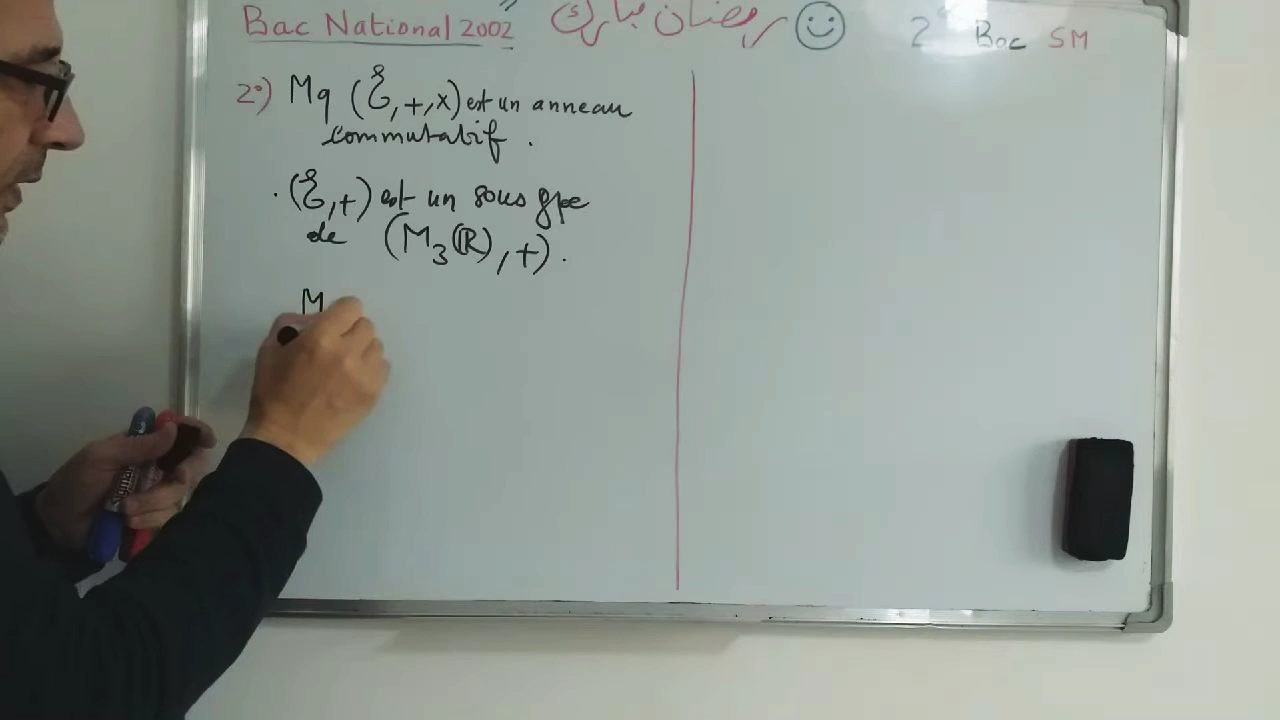 Bac National 2002 رمضان مبارك 2 Bac SM
2°) Mq (E, +, x) est un anneau
commutatif.
. (E, +) est un sous gpe
de (M₃(ℝ), +).
M